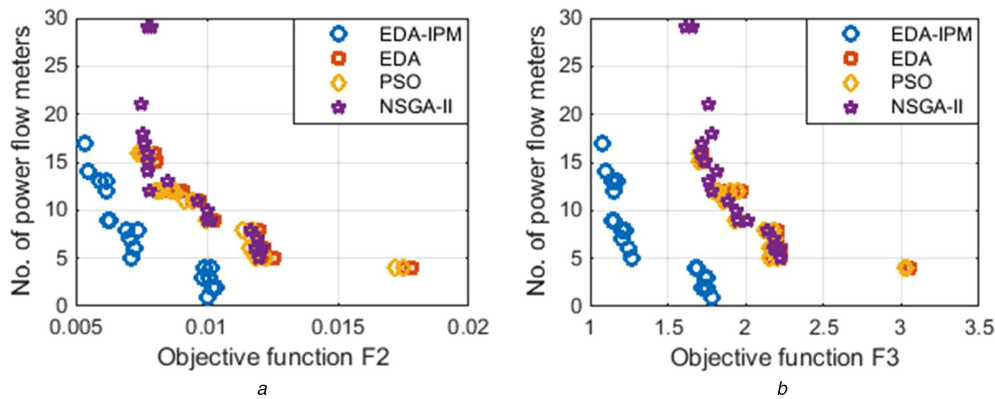 No. of power flow meters
30
25
20
15
10
5
0
0.005
0.01
0.015
0.02
Objective function F2
EDA-IPM
EDA
PSO
NSGA-II
a
No. of power flow meters
30
25
20
15
10
5
0
1
1.5
2
2.5
3
3.5
Objective function F3
EDA-IPM
EDA
PSO
NSGA-II
b